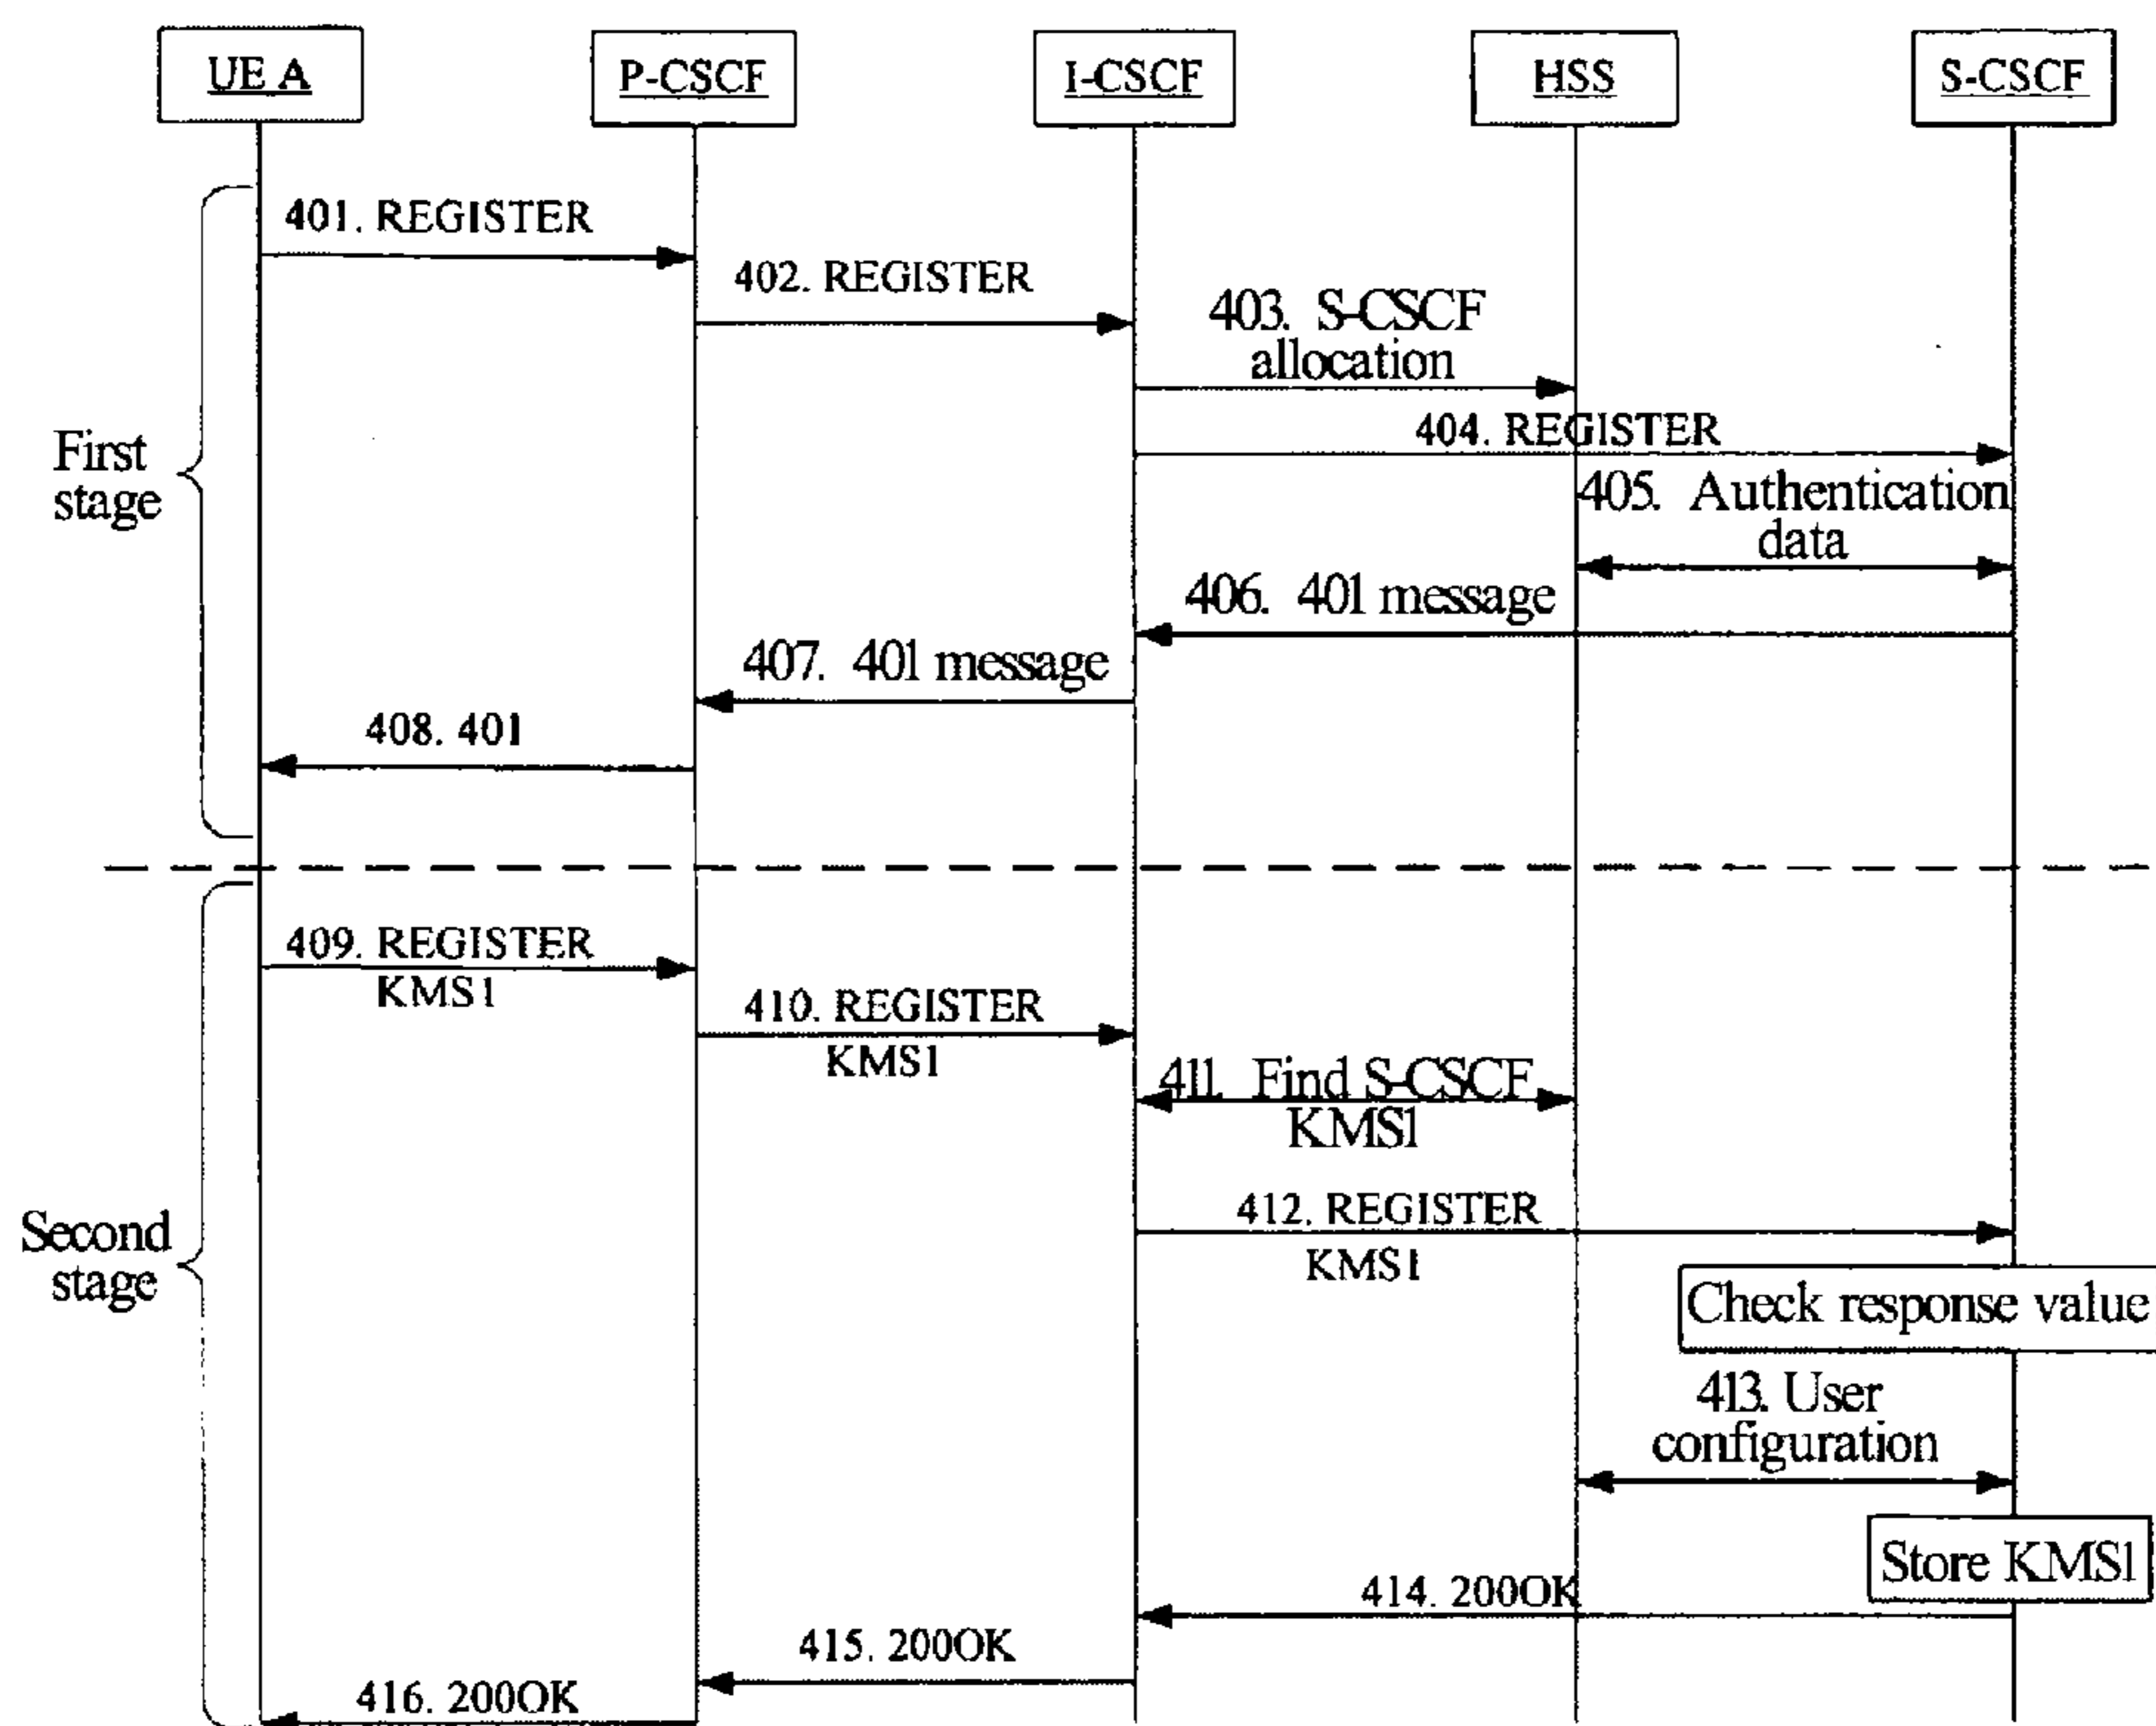 UE A
P-CSCF
I-CSCF
HSS
S-CSCF
401. REGISTER
402. REGISTER
403. S-CSCF
allocation
404. REGISTER
First
stage
405. Authentication
data
406. 401 message
407. 401 message
408. 401
409. REGISTER
KMS1
410. REGISTER
KMS1
411. Find S-CSCF
KMS1
412. REGISTER
KMS1
Second
stage
Check response value
413. User
configuration
Store KMS1
414. 200OK
415. 200OK
416. 200OK